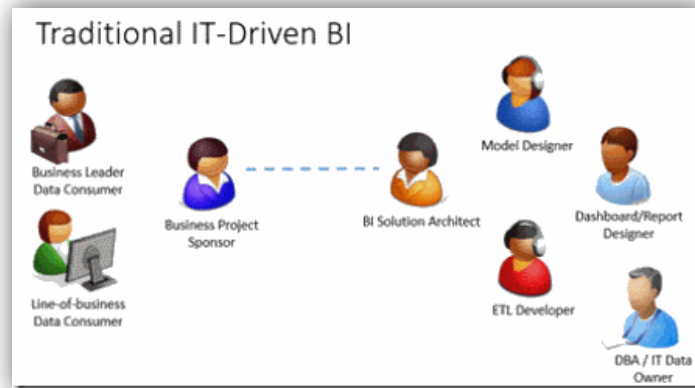 Traditional IT-Driven BI
Business Leader
Data Consumer
Line-of-business
Data Consumer
Business Project
Sponsor
BI Solution Architect
Model Designer
ETL Developer
Dashboard/Report
Designer
DBA / IT Data
Owner